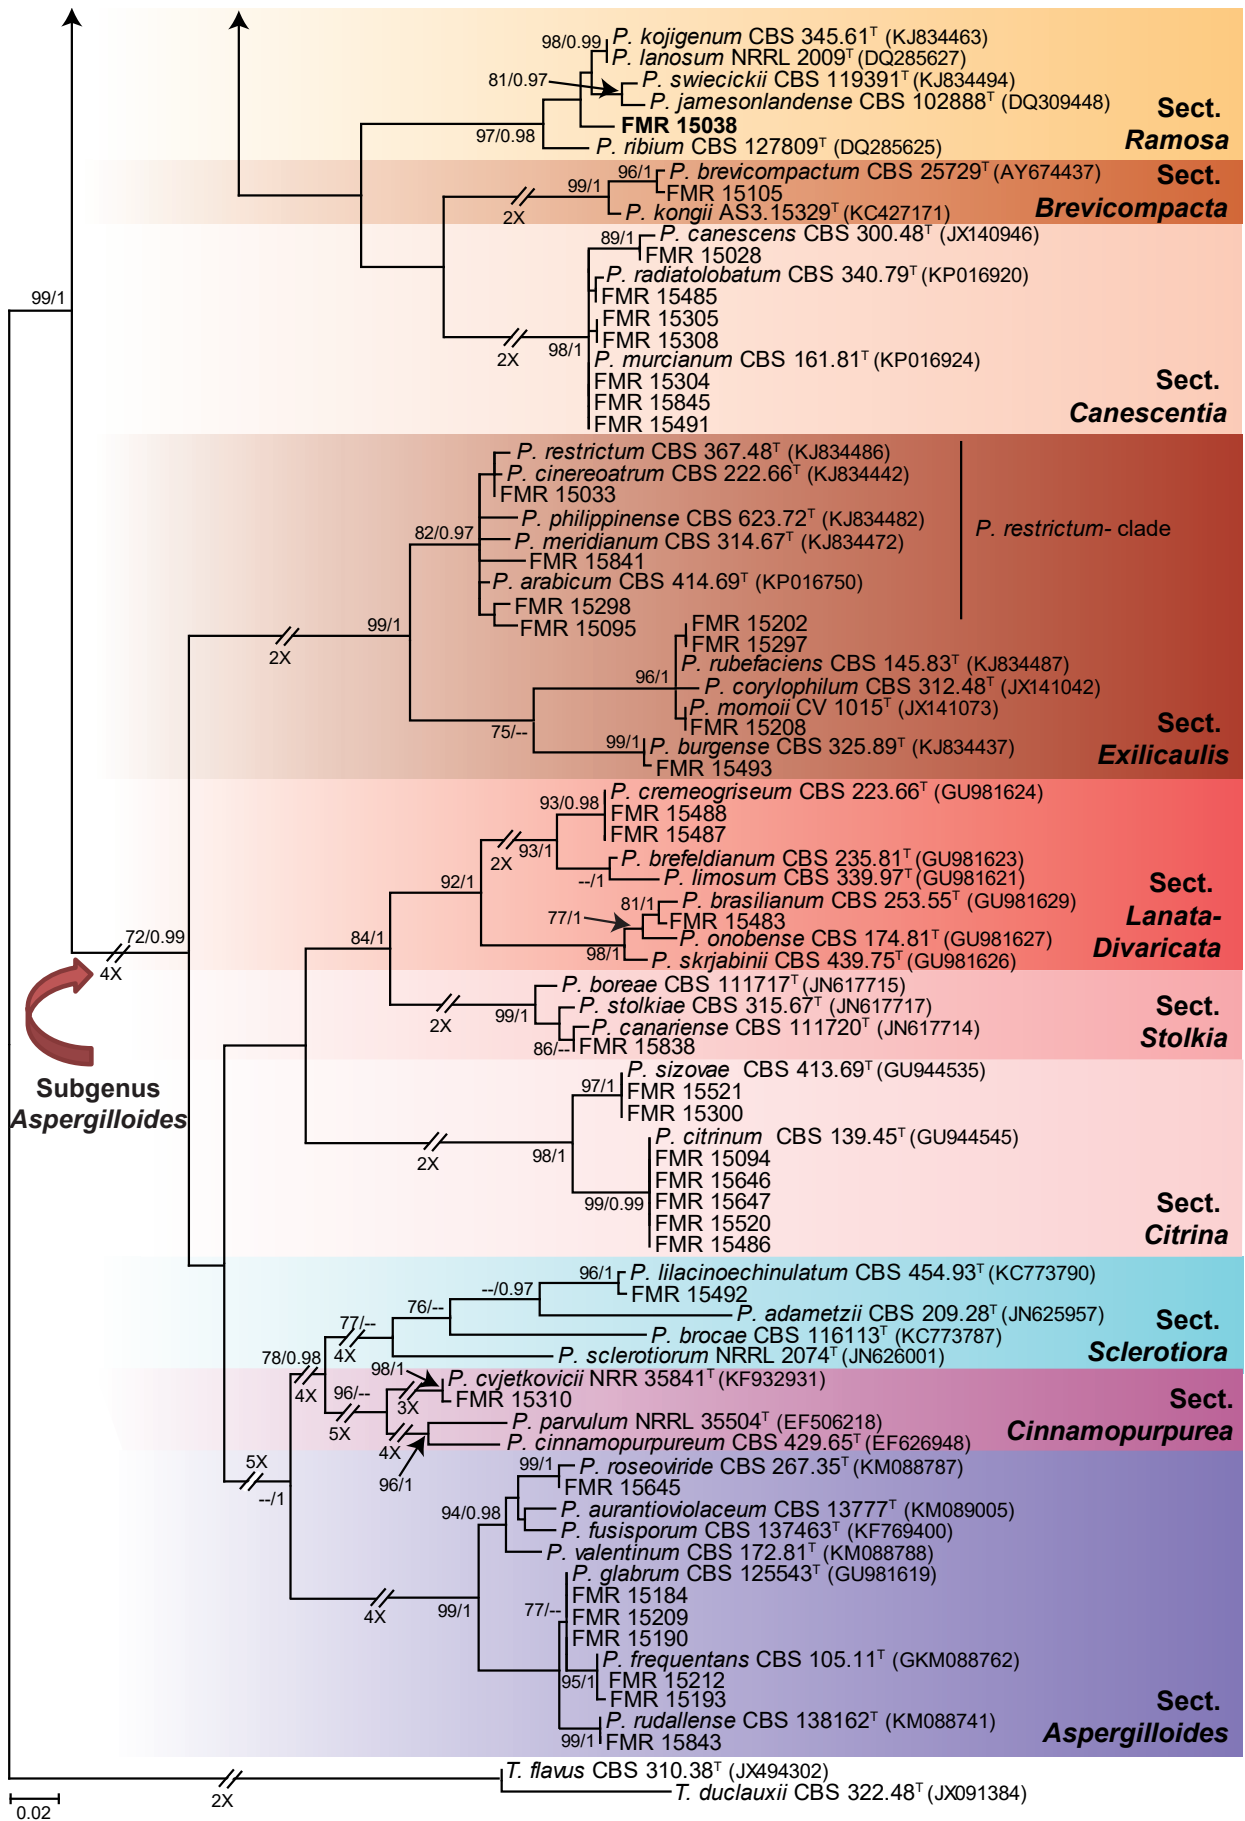 98/0.99
P. kojigenum CBS 345.61ᵀ (KJ834463)
P. lanosum NRRL 2009ᵀ (DQ285627)
81/0.97
P. swiecickii CBS 119391ᵀ (KJ834494)
P. jamesonlandense CBS 102888ᵀ (DQ309448)
97/0.98
FMR 15038
P. ribium CBS 127809ᵀ (DQ285625)
Sect.
Ramosa
96/1
P. brevicompactum CBS 25729ᵀ (AY674437)
99/1
FMR 15105
2X
P. kongii AS3.15329ᵀ (KC427171)
Sect.
Brevicompacta
89/1
P. canescens CBS 300.48ᵀ (JX140946)
FMR 15028
P. radiatolobatum CBS 340.79ᵀ (KP016920)
FMR 15485
99/1
FMR 15305
FMR 15308
2X
98/1
P. murcianum CBS 161.81ᵀ (KP016924)
FMR 15304
FMR 15845
FMR 15491
Sect.
Canescentia
P. restrictum CBS 367.48ᵀ (KJ834486)
P. cinereoatrum CBS 222.66ᵀ (KJ834442)
FMR 15033
P. philippinense CBS 623.72ᵀ (KJ834482)
82/0.97
P. meridianum CBS 314.67ᵀ (KJ834472)
FMR 15841
P. arabicum CBS 414.69ᵀ (KP016750)
FMR 15298
FMR 15095
P. restrictum- clade
99/1
2X
FMR 15202
FMR 15297
P. rubefaciens CBS 145.83ᵀ (KJ834487)
96/1
P. corylophilum CBS 312.48ᵀ (JX141042)
P. momoii CV 1015ᵀ (JX141073)
FMR 15208
75/--
99/1
P. burgense CBS 325.89ᵀ (KJ834437)
FMR 15493
Sect.
Exilicaulis
P. cremeogriseum CBS 223.66ᵀ (GU981624)
93/0.98
FMR 15488
FMR 15487
2X
93/1
P. brefeldianum CBS 235.81ᵀ (GU981623)
--/1
P. limosum CBS 339.97ᵀ (GU981621)
92/1
81/1
P. brasilianum CBS 253.55ᵀ (GU981629)
77/1
FMR 15483
P. onobense CBS 174.81ᵀ (GU981627)
98/1
P. skrjabinii CBS 439.75ᵀ (GU981626)
Sect.
Lanata-
Divaricata
72/0.99
4X
84/1
P. boreae CBS 111717ᵀ (JN617715)
P. stolkiae CBS 315.67ᵀ (JN617717)
2X
99/1
P. canariense CBS 111720ᵀ (JN617714)
86/--
FMR 15838
Sect.
Stolkia
Subgenus
Aspergilloides
P. sizovae CBS 413.69ᵀ (GU944535)
97/1
FMR 15521
FMR 15300
P. citrinum CBS 139.45ᵀ (GU944545)
2X
98/1
FMR 15094
FMR 15646
99/0.99
FMR 15647
FMR 15520
FMR 15486
Sect.
Citrina
96/1
P. lilacinoechinulatum CBS 454.93ᵀ (KC773790)
--/0.97
FMR 15492
76/--
P. adametzii CBS 209.28ᵀ (JN625957)
77/--
P. brocae CBS 116113ᵀ (KC773787)
4X
P. sclerotiorum NRRL 2074ᵀ (JN626001)
Sect.
Sclerotiora
78/0.98
4X
98/1
P. cvjetkovicii NRR 35841ᵀ (KF932931)
96/--
3X
FMR 15310
5X
P. parvulum NRRL 35504ᵀ (EF506218)
4X
P. cinnamopurpureum CBS 429.65ᵀ (EF626948)
96/1
Sect.
Cinnamopurpurea
5X
--/1
99/1
P. roseoviride CBS 267.35ᵀ (KM088787)
FMR 15645
94/0.98
P. aurantioviolaceum CBS 13777ᵀ (KM089005)
P. fusisporum CBS 137463ᵀ (KF769400)
P. valentinum CBS 172.81ᵀ (KM088788)
P. glabrum CBS 125543ᵀ (GU981619)
4X
99/1
77/--
FMR 15184
FMR 15209
FMR 15190
P. frequentans CBS 105.11ᵀ (GKM088762)
95/1
FMR 15212
FMR 15193
P. rudallense CBS 138162ᵀ (KM088741)
99/1
FMR 15843
Sect.
Aspergilloides
T. flavus CBS 310.38ᵀ (JX494302)
2X
T. duclauxii CBS 322.48ᵀ (JX091384)
0.02